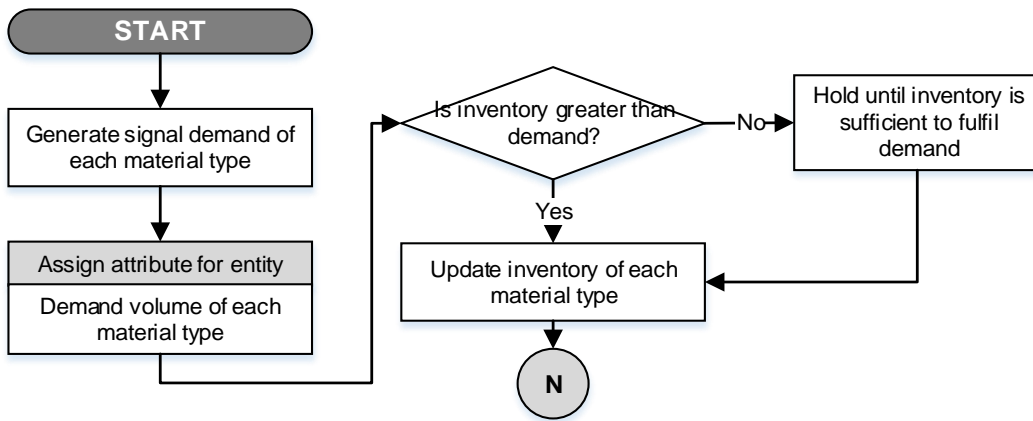 START
Generate signal demand of
each material type
Assign attribute for entity
Demand volume of each
material type
Is inventory greater than
demand?
No
Hold until inventory is
sufficient to fulfil
demand
Yes
Update inventory of each
material type
N